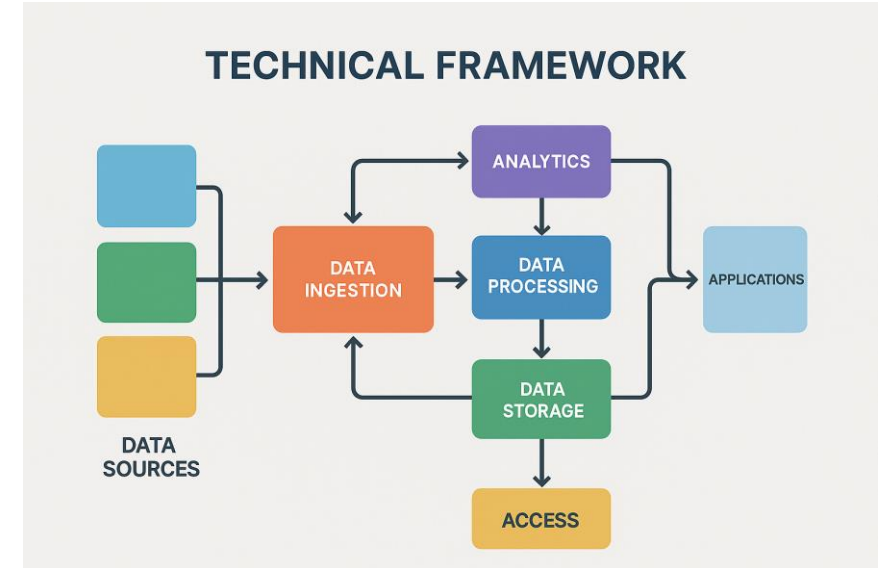 TECHNICAL FRAMEWORK
ANALYTICS
DATA
INGESTION
DATA
PROCESSING
APPLICATIONS
DATA
STORAGE
DATA
SOURCES
ACCESS